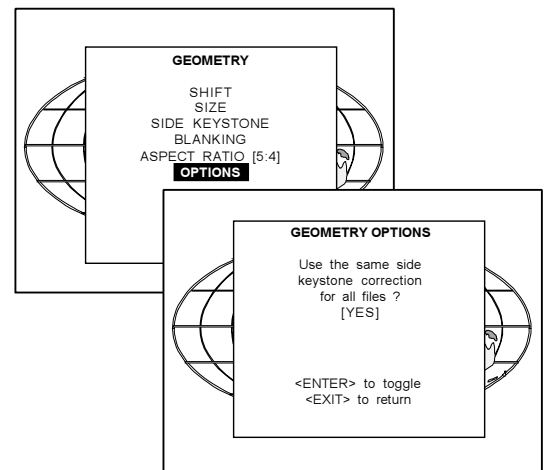 GEOMETRY
SHIFT
SIZE
SIDE KEYSTONE
BLANKING
ASPECT RATIO [5:4]
OPTIONS
GEOMETRY OPTIONS
Use the same side
keystone correction
for all files ?
[YES]
<ENTER> to toggle
<EXIT> to return